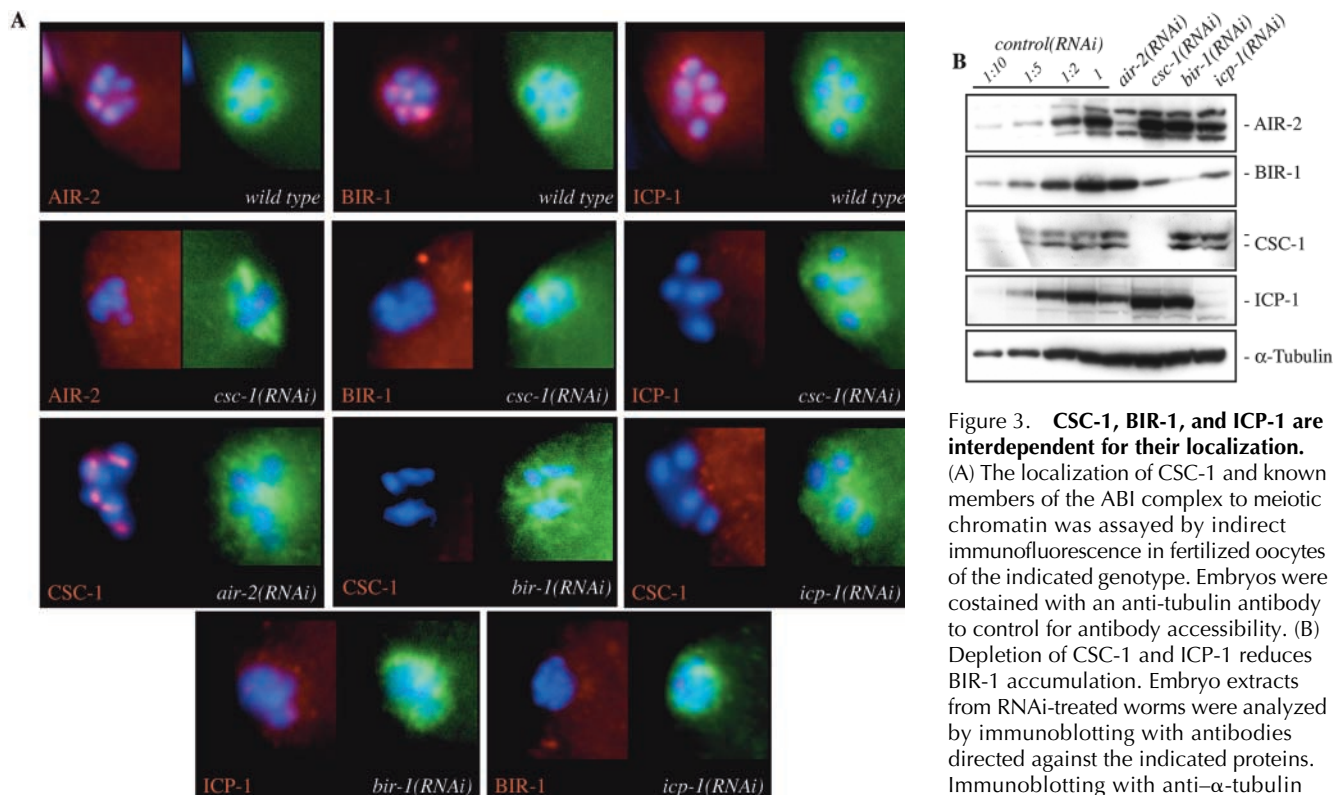 A
AIR-2 wild type BIR-1 wild type ICP-1 wild type
AIR-2 csc-1(RNAi) BIR-1 csc-1(RNAi) ICP-1 csc-1(RNAi)
CSC-1 air-2(RNAi) CSC-1 bir-1(RNAi) CSC-1 icp-1(RNAi)
ICP-1 bir-1(RNAi) BIR-1 icp-1(RNAi)
B
control(RNAi)
1:10 1:5 1:2 1 air-2(RNAi) csc-1(RNAi) bir-1(RNAi) icp-1(RNAi)
- AIR-2
- BIR-1
- CSC-1
- ICP-1
- α-Tubulin
Figure 3. CSC-1, BIR-1, and ICP-1 are
interdependent for their localization.
(A) The localization of CSC-1 and known
members of the ABI complex to meiotic
chromatin was assayed by indirect
immunofluorescence in fertilized oocytes
of the indicated genotype. Embryos were
costained with an anti-tubulin antibody
to control for antibody accessibility. (B)
Depletion of CSC-1 and ICP-1 reduces
BIR-1 accumulation. Embryo extracts
from RNAi-treated worms were analyzed
by immunoblotting with antibodies
directed against the indicated proteins.
Immunoblotting with anti–α-tubulin